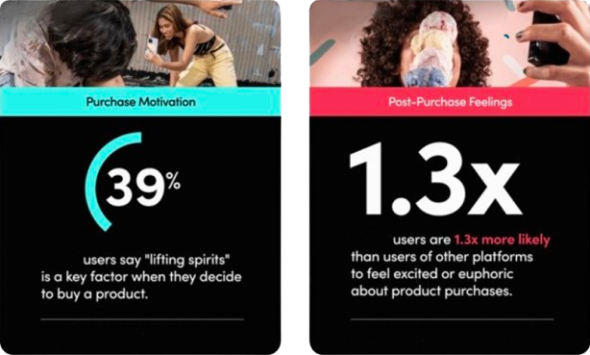 Purchase Motivation
39%
users say "lifting spirits"
is a key factor when they decide
to buy a product.
Post-Purchase Feelings
1.3x
users are 1.3x more likely
than users of other platforms
to feel excited or euphoric
about product purchases.